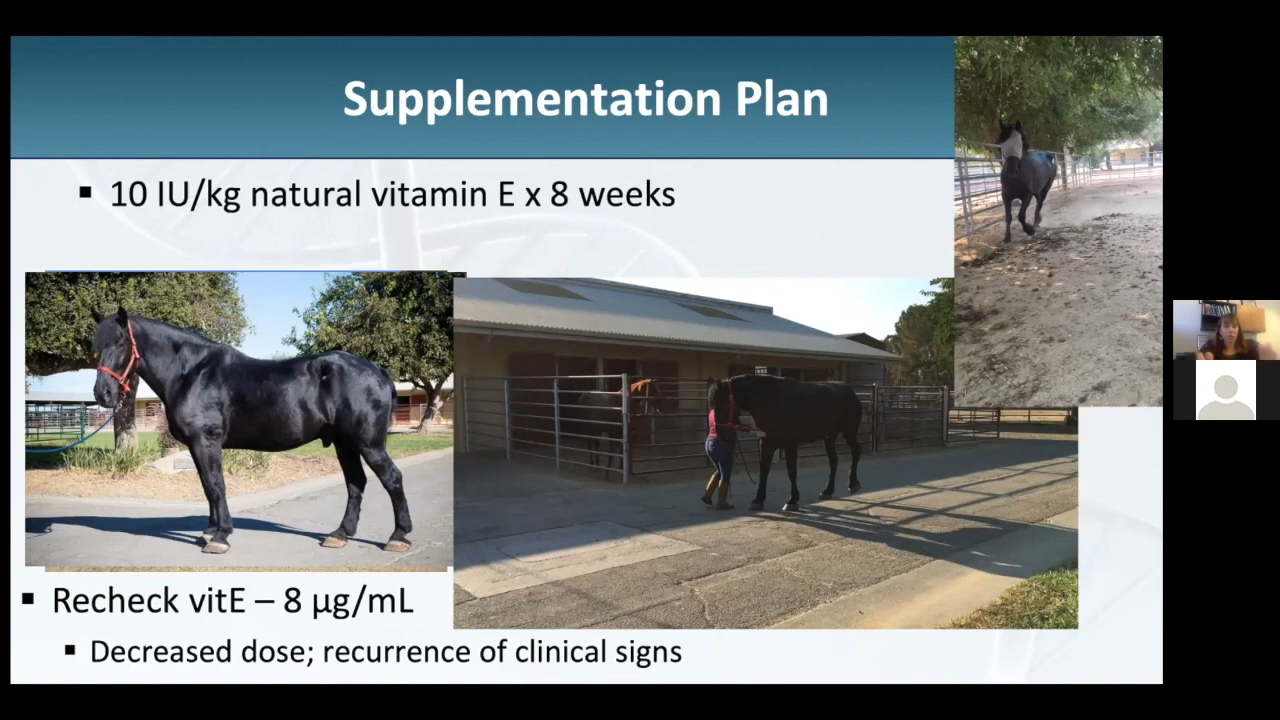 Supplementation Plan
▪ 10 IU/kg natural vitamin E x 8 weeks
▪ Recheck vitE – 8 µg/mL
▪ Decreased dose; recurrence of clinical signs